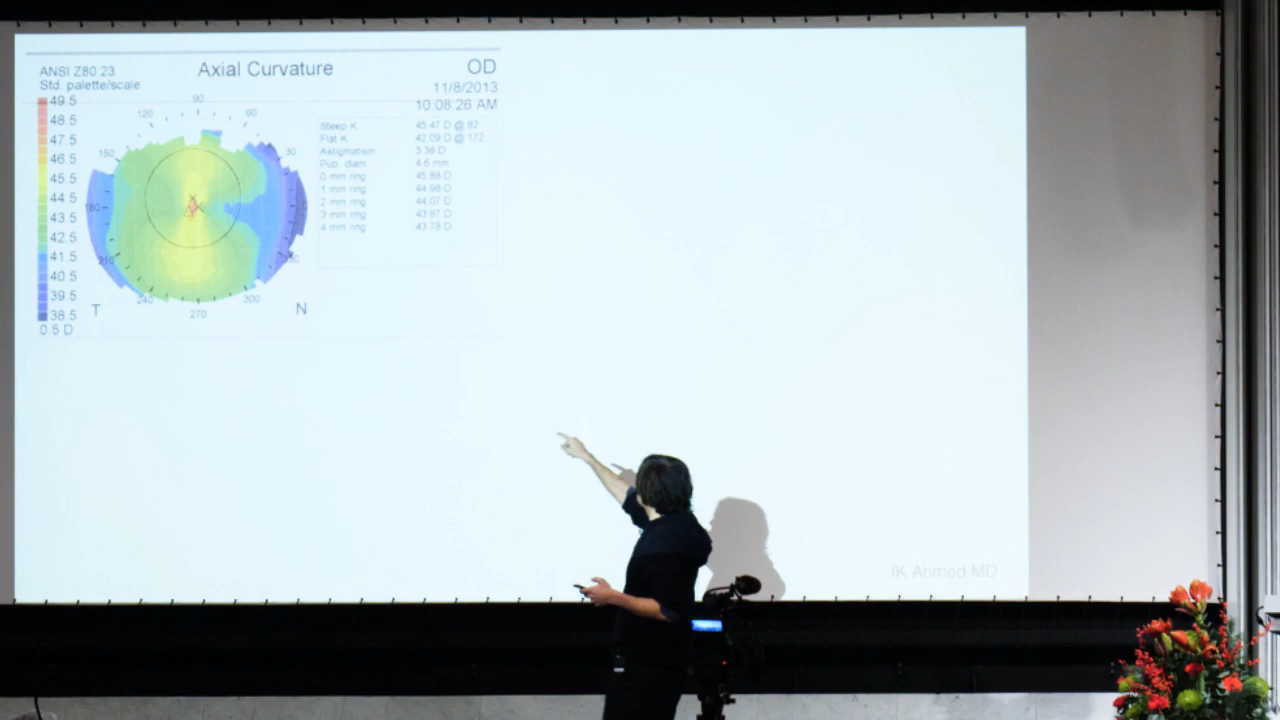 ANSI Z80.23
Std. palette/scale
Axial Curvature
OD
11/8/2013
10:08:26 AM
49.5
48.5
47.5
46.5
45.5
44.5
43.5
42.5
41.5
40.5
39.5
38.5
0.5 D
90
120
60
150
30
180
210
240
300
270
T
N
Steep K 45.47 D @ 82
Flat K 42.09 D @ 172
Astigmatism 3.38 D
Pup. diam 4.6 mm
0 mm ring 45.88 D
1 mm ring 44.98 D
2 mm ring 44.07 D
3 mm ring 43.87 D
4 mm ring 43.78 D
IK Ahmed MD